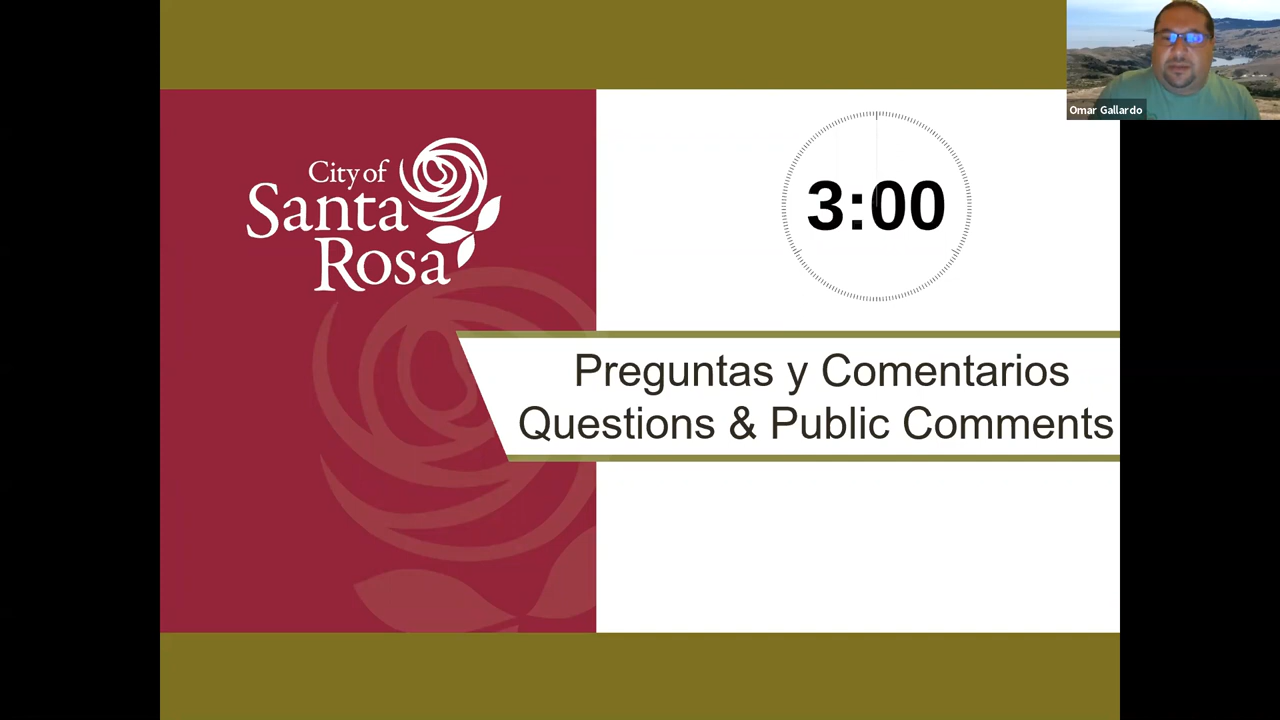 City of
Santa
Rosa
3:00
Preguntas y Comentarios
Questions & Public Comments
Omar Gallardo